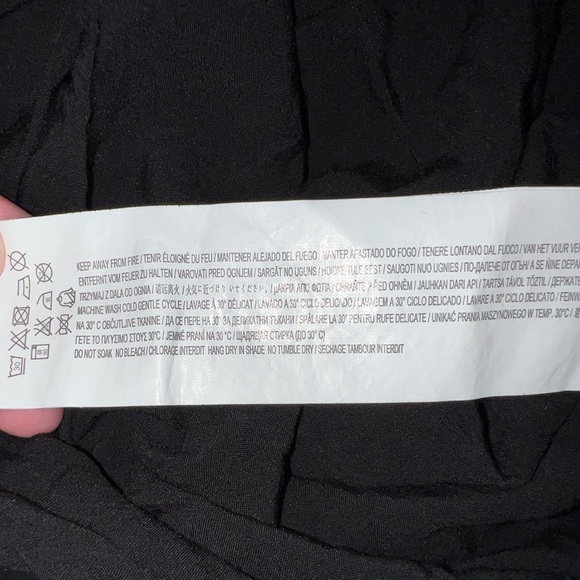 KEEP AWAY FROM FIRE / TENIR ÉLOIGNÉ DU FEU / MANTENER ALEJADO DEL FUEGO / MANTER AFASTADO DO FOGO / TENERE LONTANO DAL FUOCO / VAN HET VUUR
ENTFERNT VOM FEUER ZU HALTEN / VAROVATI PRED OGNJEM / SARGĀT NO UGUNS / HOIDKE TULE EEST / SAUGOTI NUO UGNIES / ПО-ДАЛЕЧЕ ОТ ОГЪН/ A SE ŢINE DEPAR
TRZYMAJ Z DALA OD OGNIA / 請远离火 / 火気に近づけないでください。 / ΜΑΚΡΙΑ ΑΠΟ ΦΩΤΙΑ / CHRAŇTE PŘED OHNĚM / JAUHKAN DARI API / TARTSA TÁVOL TŰZTŐL /
MACHINE WASH COLD GENTLE CYCLE / LAVAGE À 30° DÉLICAT / LAVADO A 30° CICLO DELICADO / LAVAGEM A 30° CICLO DELICADO / LAVARE A 30° CICLO DELICATO / FEINW
NA 30° C OBČUTLJIVE TKANINE / ДА СЕ ПЕРЕ НА 30° ЗА ДЕЛИКАТНИ ТЪКАНИ / SPĂLARE LA 30° PENTRU RUFE DELICATE / UNIKAĆ PRANIA MASZYNOWEGO W TEMP. 30°C /
ΓΕΤΕ ΤΟ ΠΛΥΣΙΜΟ ΣΤΟΥΣ 30°C / JEMNÉ PRANÍ NA 30 °C / ЩАДЯЩАЯ СТИРКА (ДО 30° C)
DO NOT SOAK NO BLEACH / CHLORAGE INTERDIT HANG DRY IN SHADE NO TUMBLE DRY / SECHAGE TAMBOUR INTERDIT
30